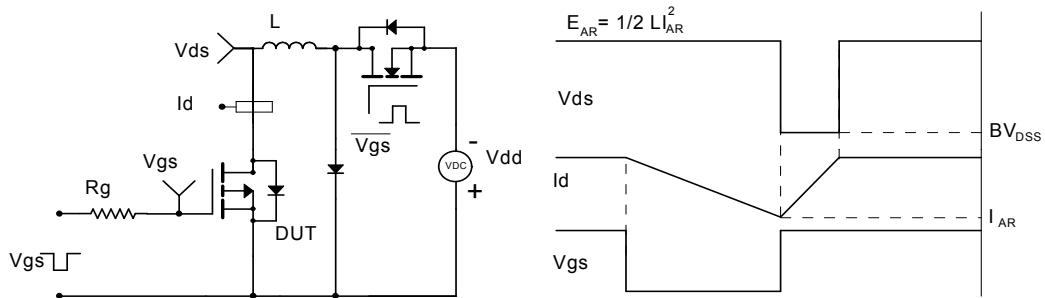 L
Vds
Id
Vgs
Rg
DUT
Vgs
Vgs
-
VDC
+
Vdd
E_AR= 1/2 LI_AR^2
Vds
BV_DSS
Id
I_AR
Vgs